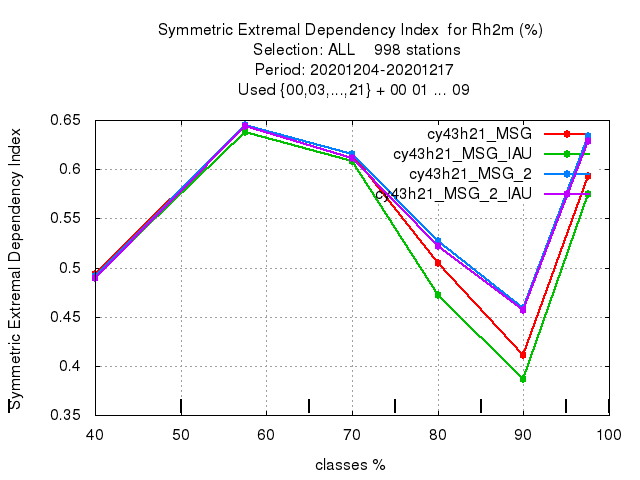 Symmetric Extremal Dependency Index  for Rh2m (%)
Selection: ALL    998 stations
Period: 20201204-20201217
Used {00,03,...,21} + 00 01 ... 09
Symmetric Extremal Dependency Index
0.65
0.6
0.55
0.5
0.45
0.4
0.35
cy43h21_MSG
cy43h21_MSG_IAU
cy43h21_MSG_2
cy43h21_MSG_2_IAU
40 50 60 70 80 90 100
classes %